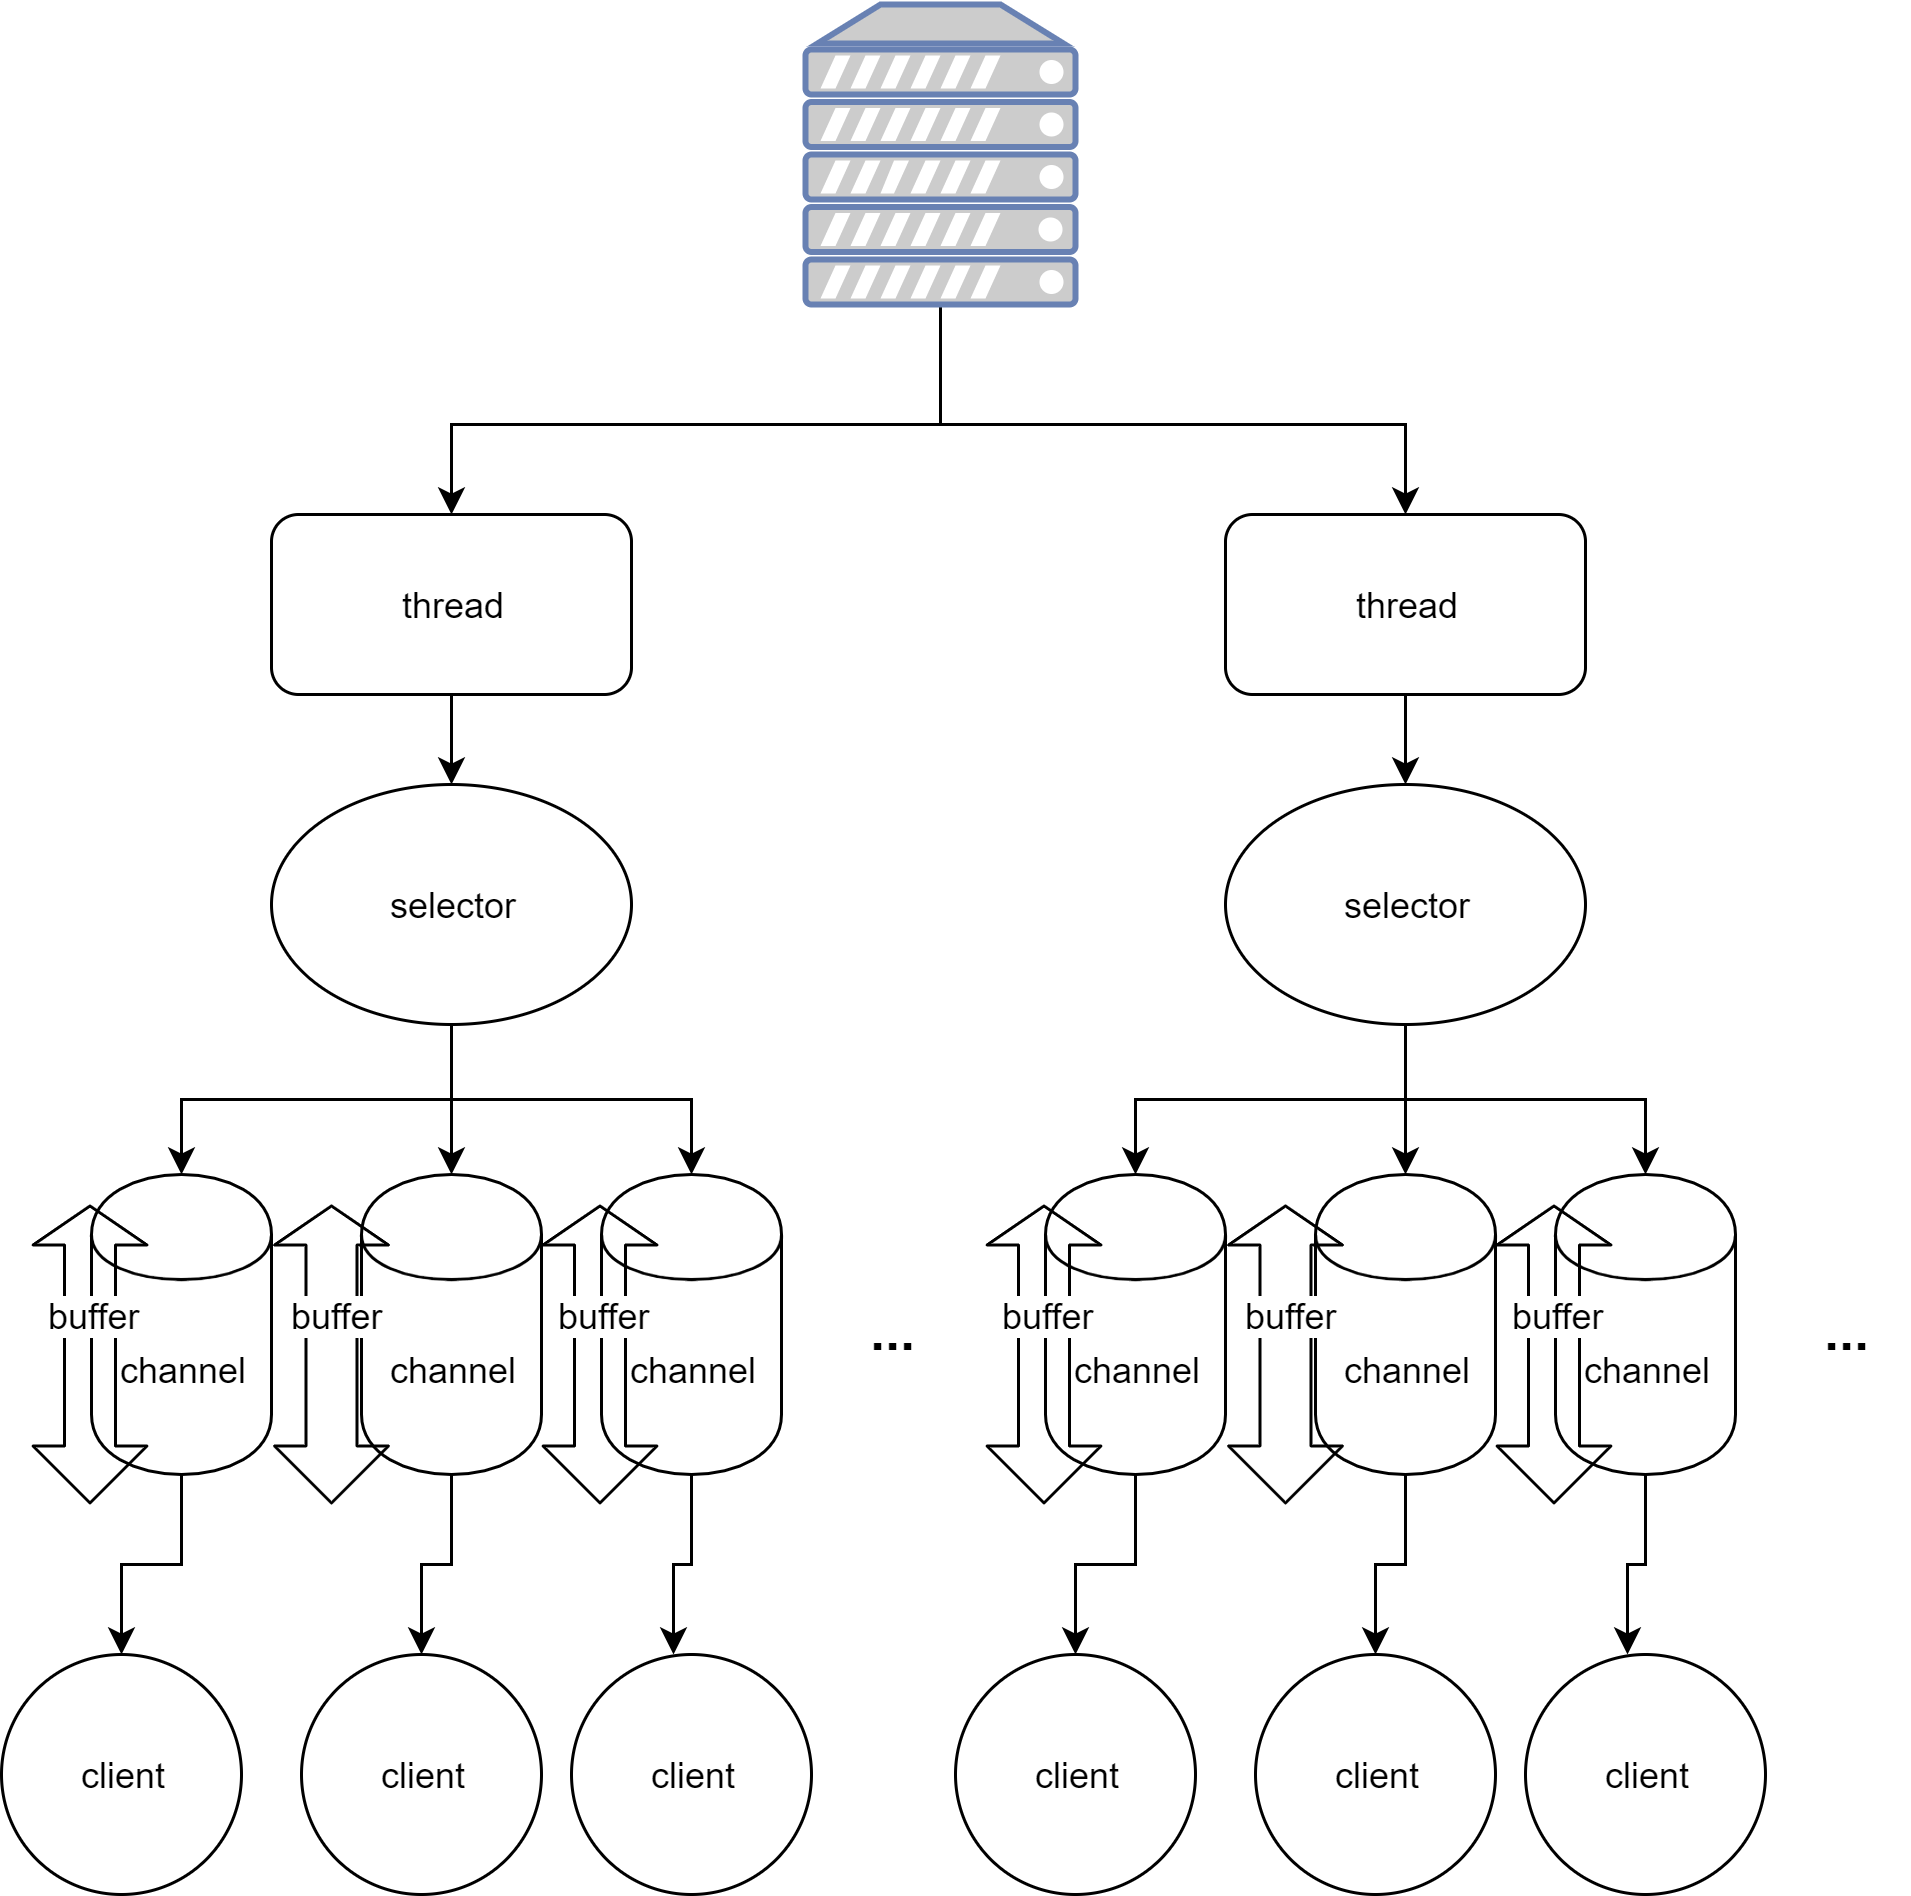 thread
thread
selector
selector
buffer
buffer
buffer
...
buffer
buffer
buffer
...
channel
channel
channel
channel
channel
channel
client
client
client
client
client
client